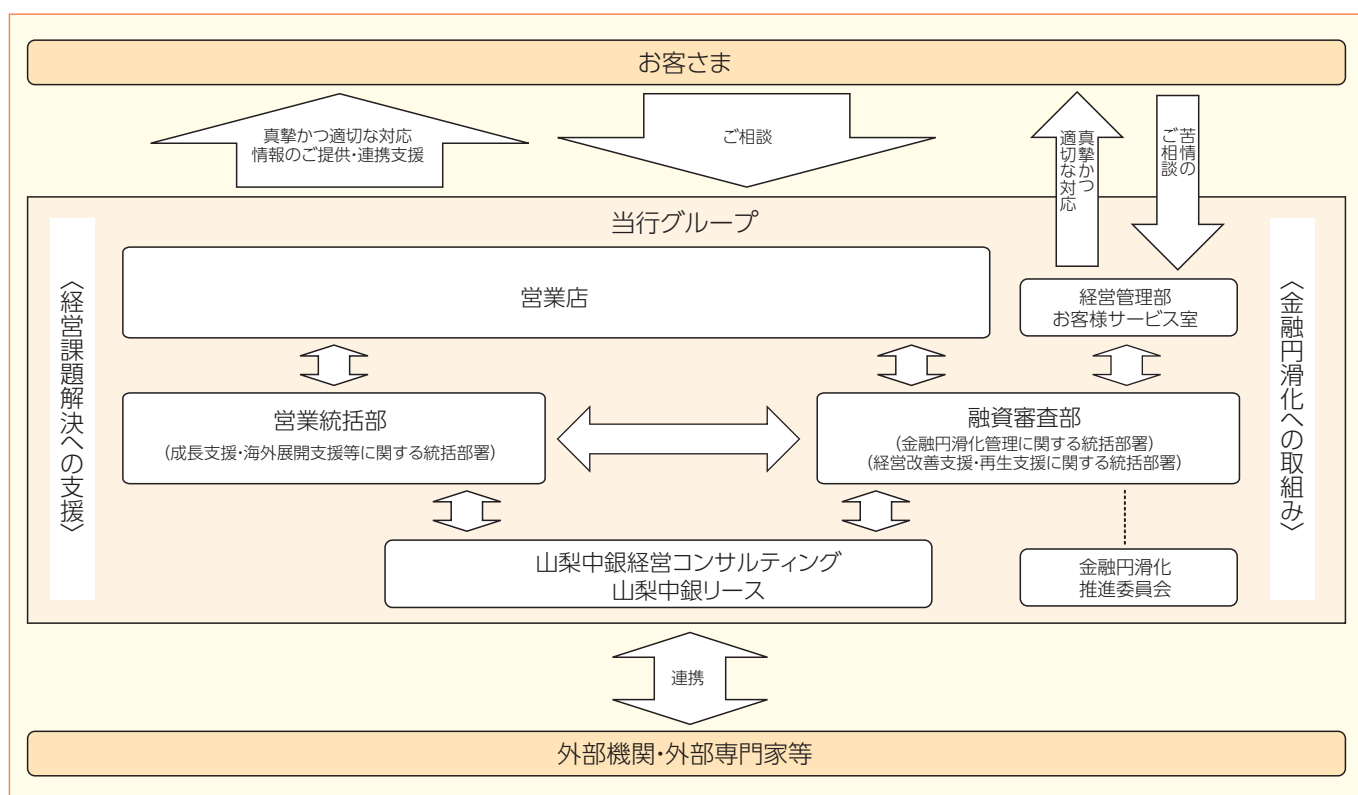 お客さま
真摯かつ適切な対応
情報のご提供・連携支援
ご相談
真摯かつ
適切な対応
苦情の
ご相談
当行グループ
〈経営課題解決への支援〉
営業店
経営管理部
お客様サービス室
〈金融円滑化への取組み〉
営業統括部
(成長支援・海外展開支援等に関する統括部署)
融資審査部
(金融円滑化管理に関する統括部署)
(経営改善支援・再生支援に関する統括部署)
山梨中銀経営コンサルティング
山梨中銀リース
金融円滑化
推進委員会
連携
外部機関・外部専門家等